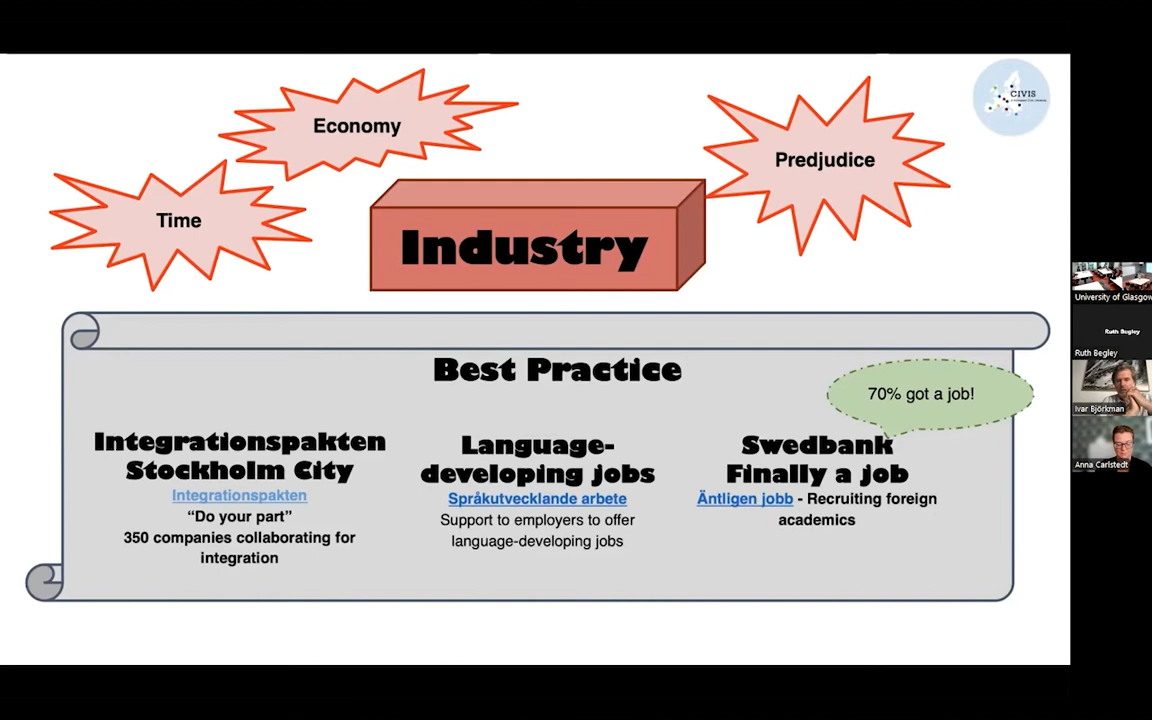 Economy
Predjudice
Time
CIVIS
Industry
Best Practice
70% got a job!
Integrationspakten
Stockholm City
Integrationspakten
“Do your part”
350 companies collaborating for
integration
Language-
developing jobs
Språkutvecklande arbete
Support to employers to offer
language-developing jobs
Swedbank
Finally a job
Äntligen jobb - Recruiting foreign
academics
University of Glasgow
Ruth Begley
Ruth Begley
Ivar Björkman
Anna Carlstedt